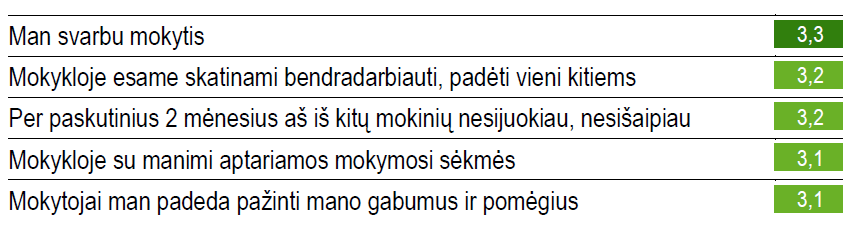 Man svarbu mokytis 3,3
Mokykloje esame skatinami bendradarbiauti, padėti vieni kitiems 3,2
Per paskutinius 2 mėnesius aš iš kitų mokinių nesijuokiau, nesišaipiau 3,2
Mokykloje su manimi aptariamos mokymosi sėkmės 3,1
Mokytojai man padeda pažinti mano gabumus ir pomėgius 3,1